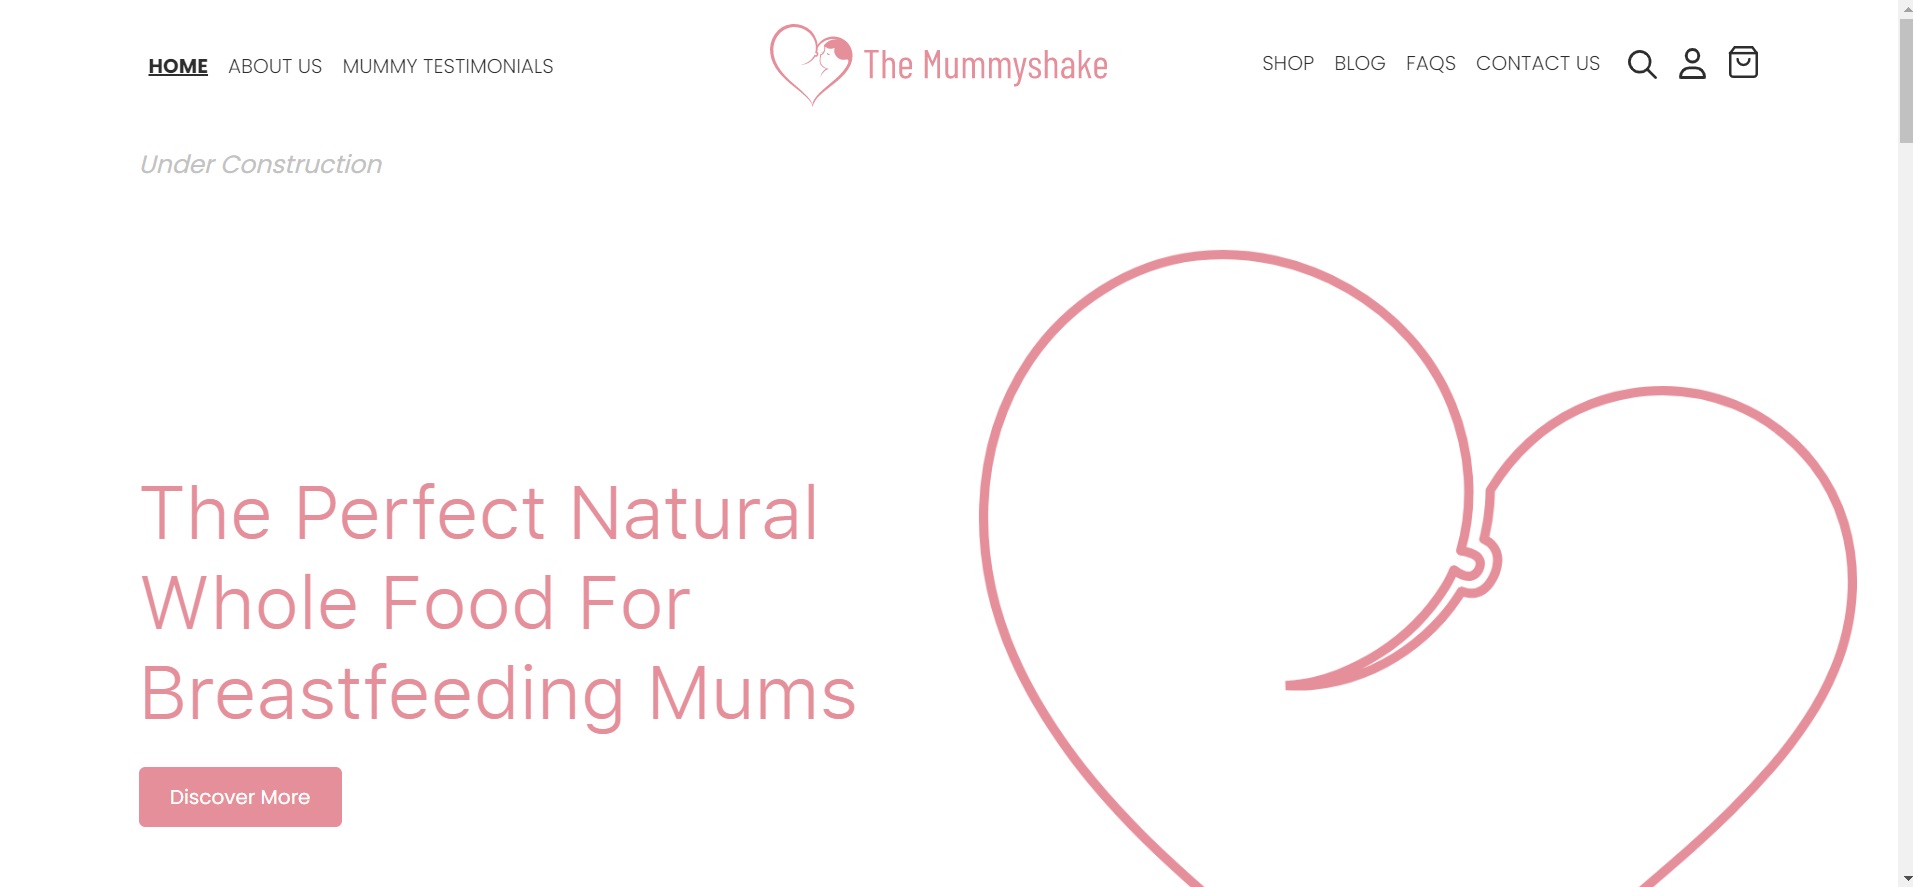 HOME ABOUT US MUMMY TESTIMONIALS
The Mummyshake
SHOP BLOG FAQS CONTACT US
Under Construction
The Perfect Natural
Whole Food For
Breastfeeding Mums
Discover More